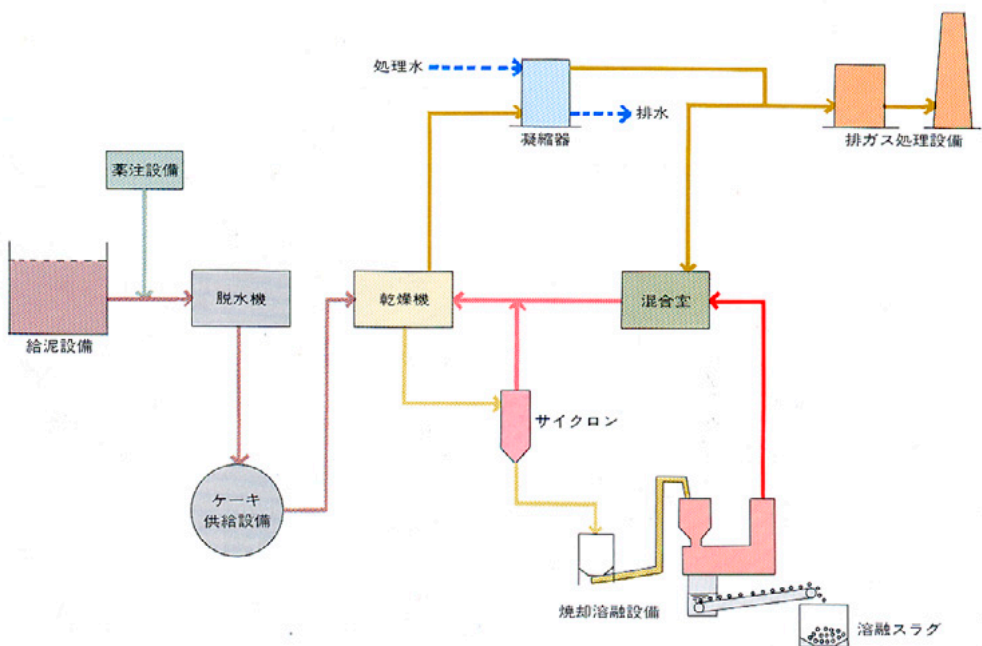 処理水
排水
凝縮器
排ガス処理設備
薬注設備
給泥設備
脱水機
乾燥機
混合室
サイクロン
ケーキ
供給設備
焼却溶融設備
溶融スラグ